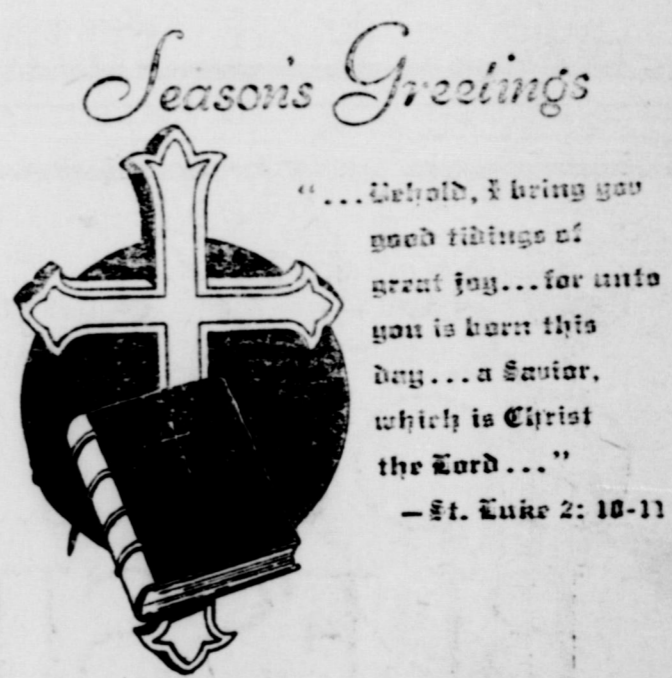 Season's Greetings
"...Behold, I bring you
good tidings of
great joy...for unto
you is born this
day...a Savior,
which is Christ
the Lord..."
—St. Luke 2: 10-11